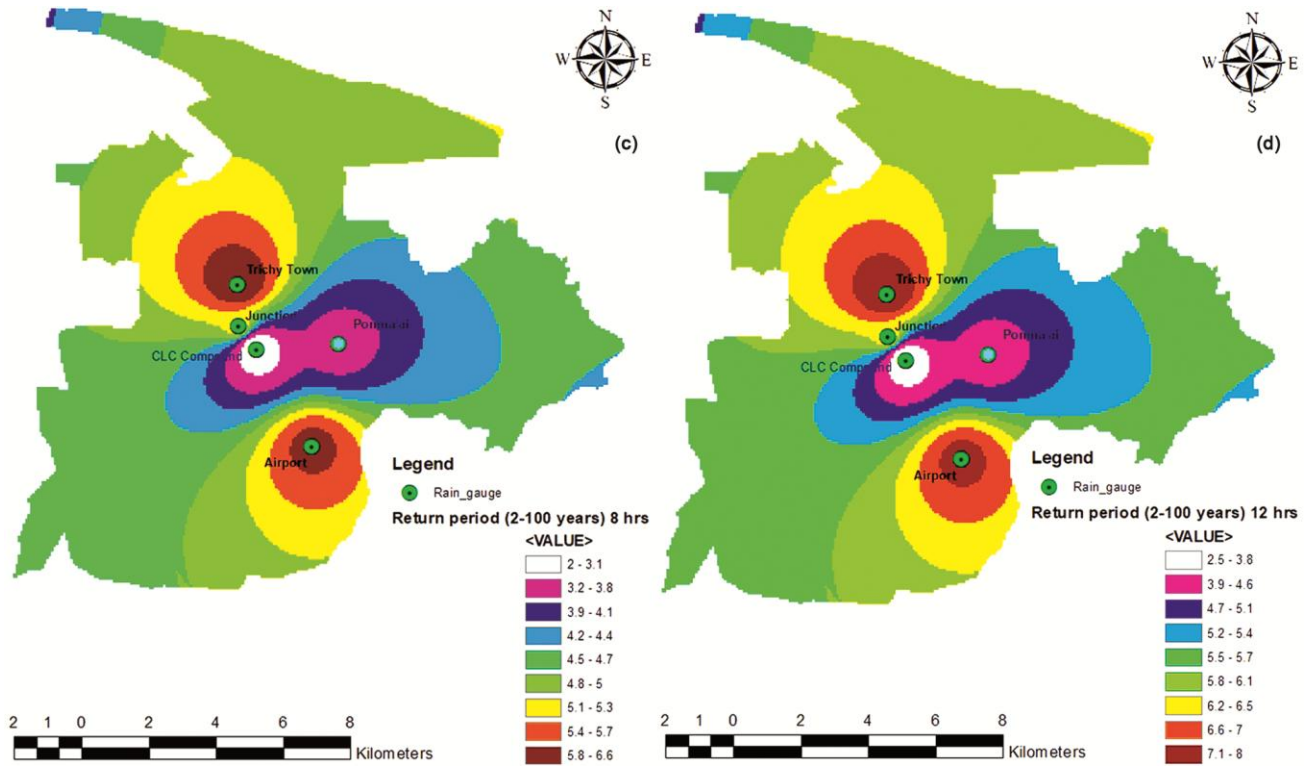 N
W E
S
(c)
Trichy Town
Junction
CLC Compound
Airport
Legend
Rain_gauge
Return period (2-100 years) 8 hrs
<VALUE>
2 - 3.1
3.2 - 3.8
3.9 - 4.1
4.2 - 4.4
4.5 - 4.7
4.8 - 5
5.1 - 5.3
5.4 - 5.7
5.8 - 6.6
2 1 0 2 4 6 8
Kilometers
N
W E
S
(d)
Trichy Town
Junction
CLC Compound
Airport
Legend
Rain_gauge
Return period (2-100 years) 12 hrs
<VALUE>
2.5 - 3.8
3.9 - 4.6
4.7 - 5.1
5.2 - 5.4
5.5 - 5.7
5.8 - 6.1
6.2 - 6.5
6.6 - 7
7.1 - 8
2 1 0 2 4 6 8
Kilometers